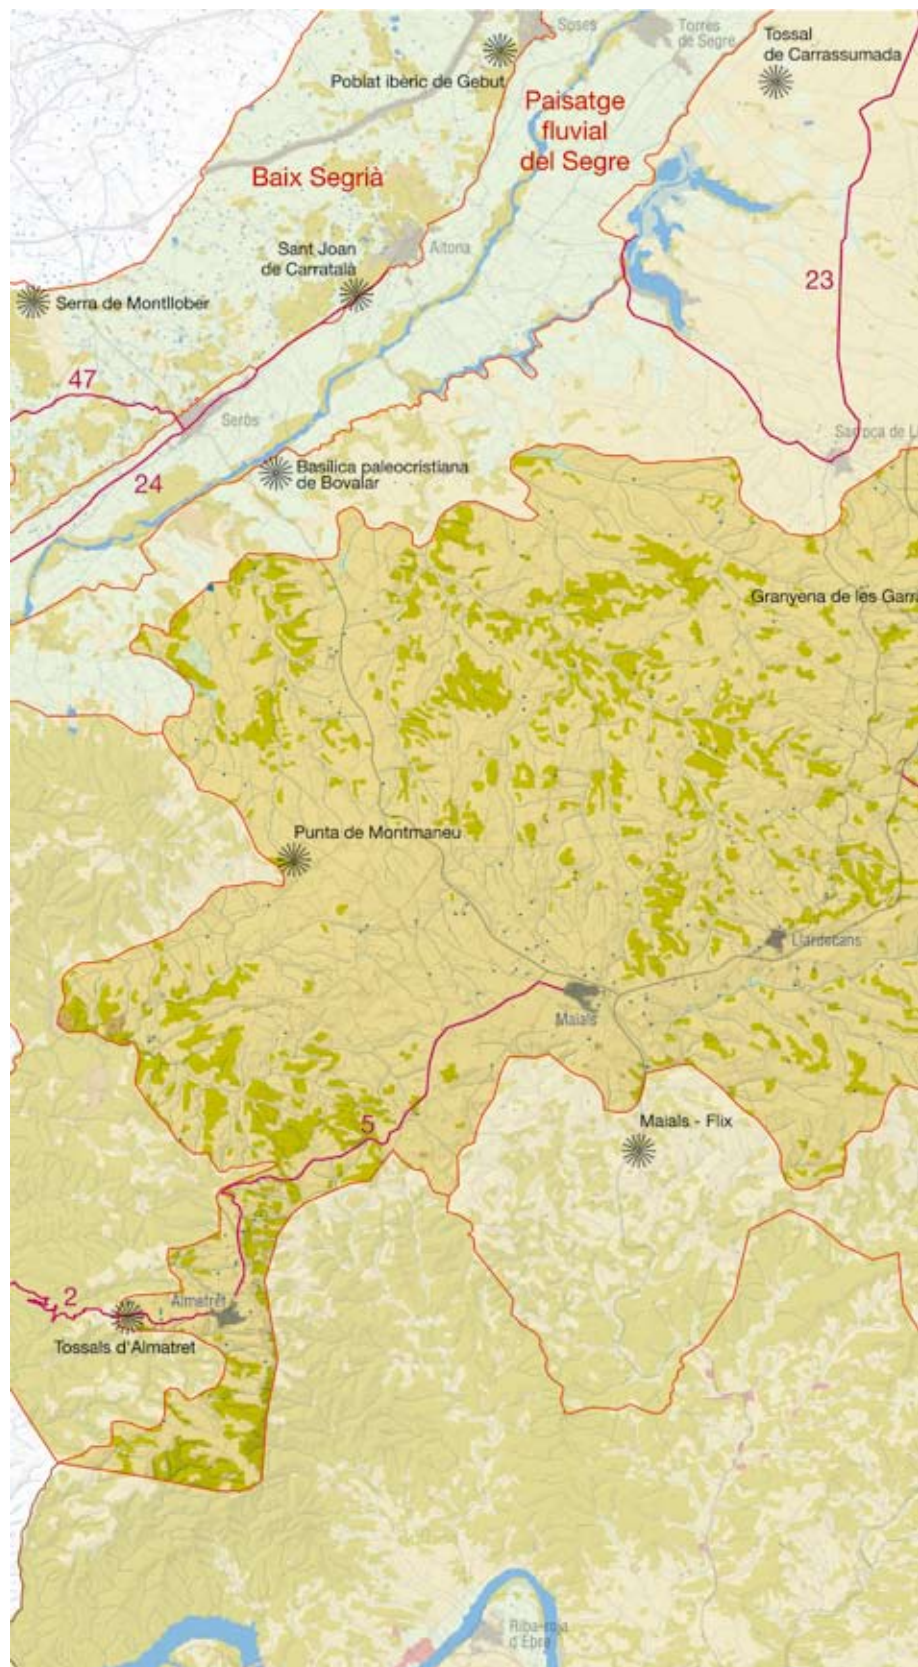 Soses
Torres
de Segre
Tossal
de Carrassumada
Poblat ibèric de Gebut
Paisatge
fluvial
del Segre
Baix Segrià
Aitona
Sant Joan
de Carratalà
23
Serra de Montllober
47
Seròs
24
Basílica paleocristiana
de Bovalar
Granyena de les Garr
Punta de Montmaneu
Llardecans
Maials
5
Maials - Flix
2
Almatret
Tossals d'Almatret
Riba-roja
d'Ebre